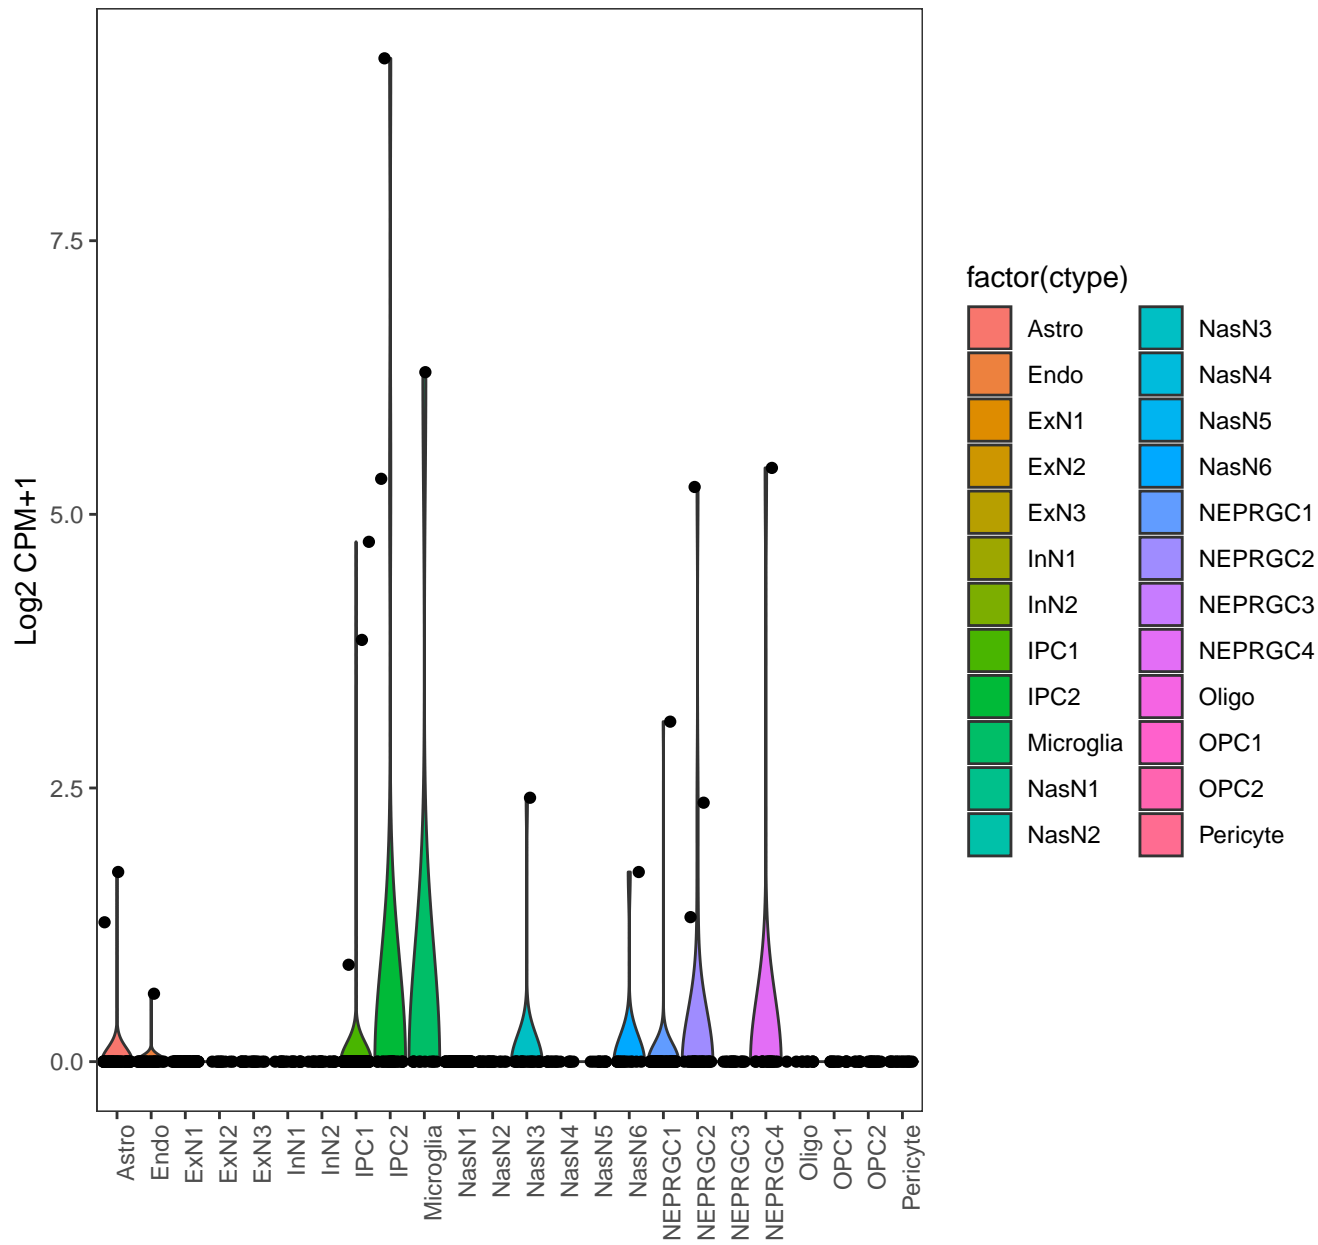 Log2 CPM+1
7.5
5.0
2.5
0.0
Astro
Endo
ExN1
ExN2
ExN3
InN1
InN2
IPC1
IPC2
Microglia
NasN1
NasN2
NasN3
NasN4
NasN5
NasN6
NEPRGC1
NEPRGC2
NEPRGC3
NEPRGC4
Oligo
OPC1
OPC2
Pericyte
factor(ctype)
Astro
Endo
ExN1
ExN2
ExN3
InN1
InN2
IPC1
IPC2
Microglia
NasN1
NasN2
NasN3
NasN4
NasN5
NasN6
NEPRGC1
NEPRGC2
NEPRGC3
NEPRGC4
Oligo
OPC1
OPC2
Pericyte